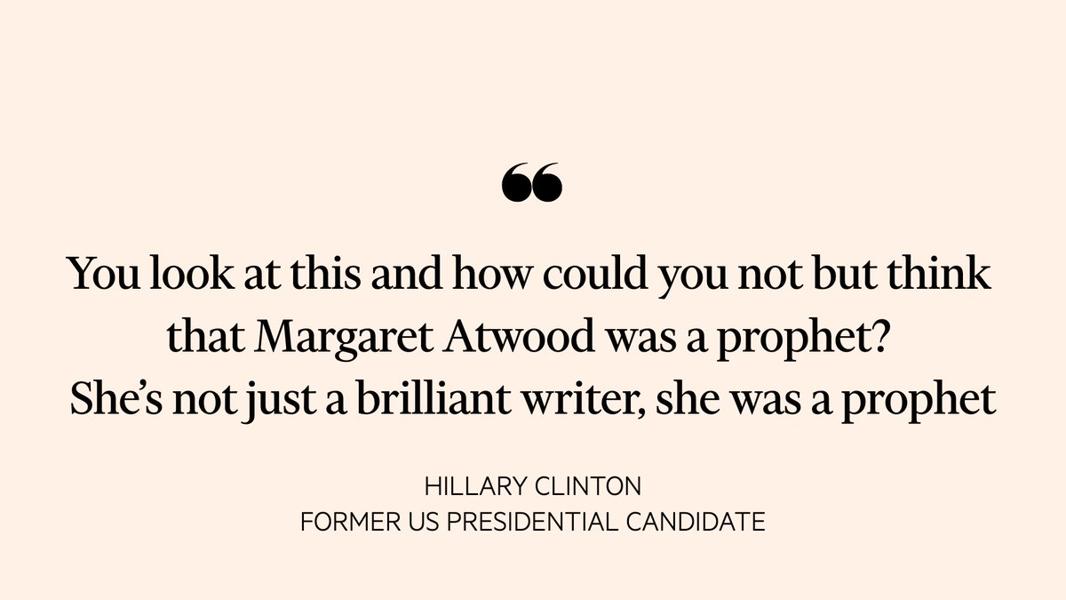 “
You look at this and how could you not but think
that Margaret Atwood was a prophet?
She’s not just a brilliant writer, she was a prophet
HILLARY CLINTON
FORMER US PRESIDENTIAL CANDIDATE